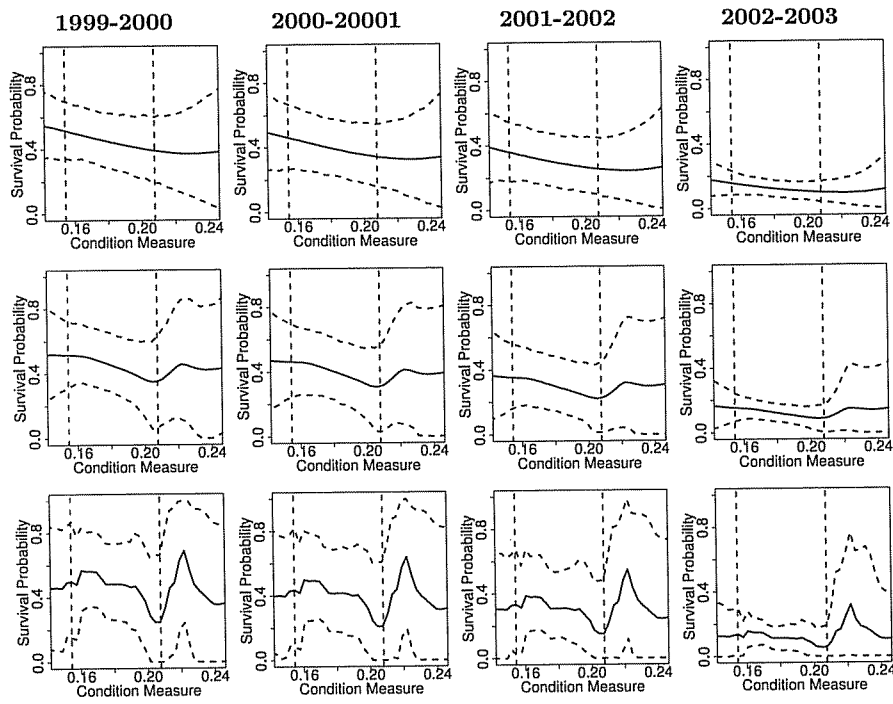 1999-2000 2000-20001 2001-2002 2002-2003
Survival Probability 0.0 0.4 0.8
0.16 0.20 0.24
Condition Measure
Survival Probability 0.0 0.4 0.8
0.16 0.20 0.24
Condition Measure
Survival Probability 0.0 0.4 0.8
0.16 0.20 0.24
Condition Measure
Survival Probability 0.0 0.4 0.8
0.16 0.20 0.24
Condition Measure
Survival Probability 0.0 0.4 0.8
0.16 0.20 0.24
Condition Measure
Survival Probability 0.0 0.4 0.8
0.16 0.20 0.24
Condition Measure
Survival Probability 0.0 0.4 0.8
0.16 0.20 0.24
Condition Measure
Survival Probability 0.0 0.4 0.8
0.16 0.20 0.24
Condition Measure
Survival Probability 0.0 0.4 0.8
0.16 0.20 0.24
Condition Measure
Survival Probability 0.0 0.4 0.8
0.16 0.20 0.24
Condition Measure
Survival Probability 0.0 0.4 0.8
0.16 0.20 0.24
Condition Measure
Survival Probability 0.0 0.4 0.8
0.16 0.20 0.24
Condition Measure